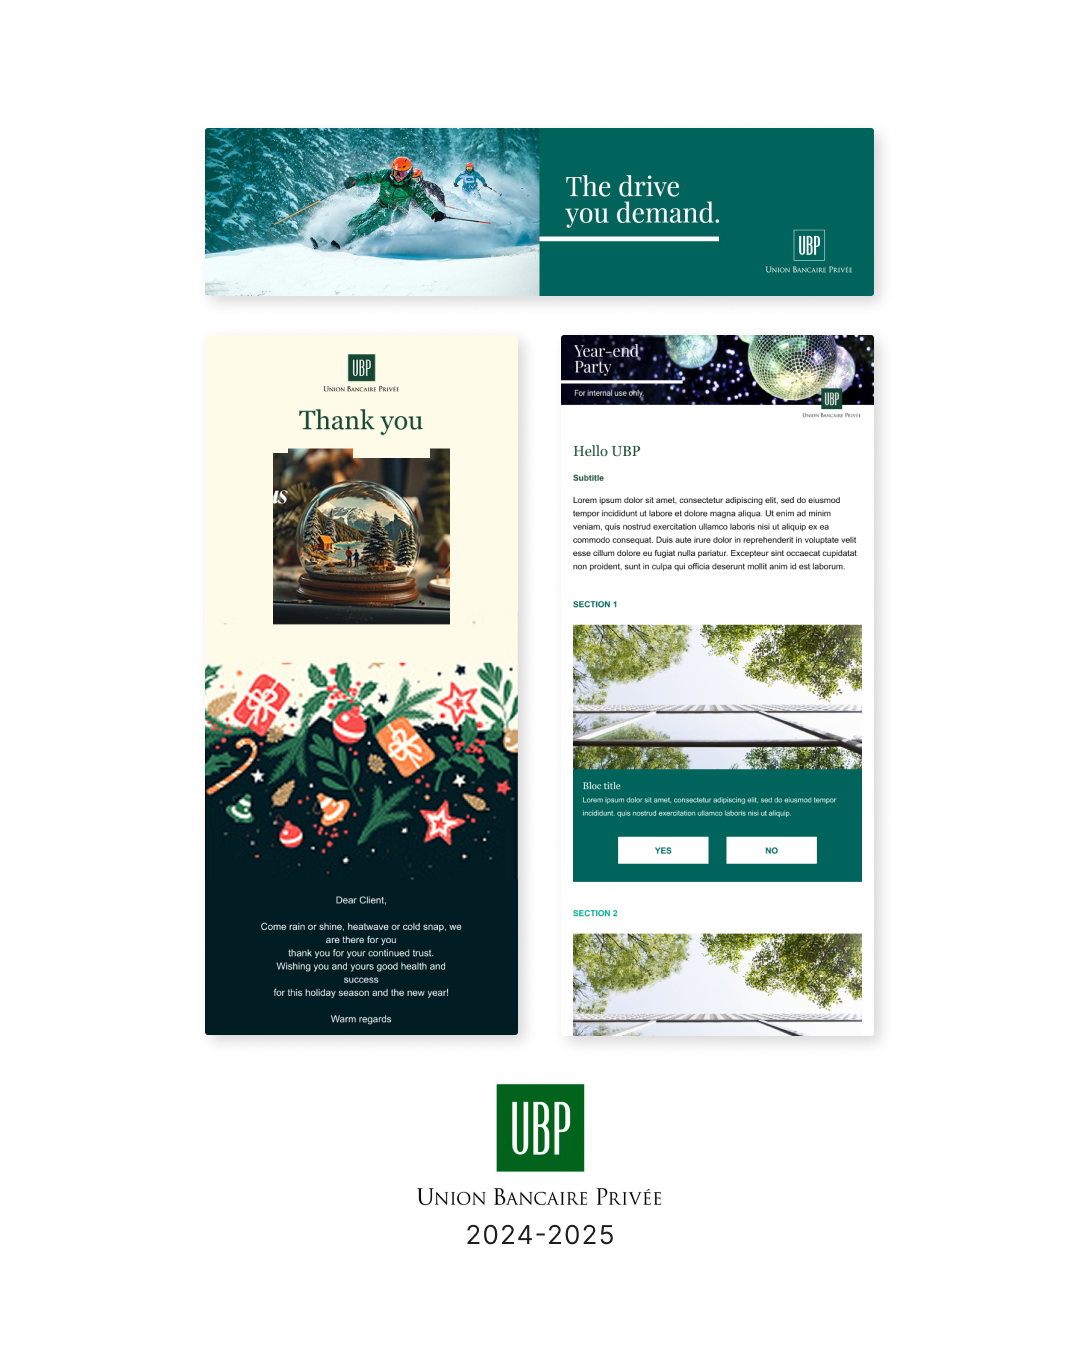 The drive
you demand.
UBP
UNION BANCAIRE PRIVÉE
UBP
UNION BANCAIRE PRIVÉE
Thank you
us
Dear Client,
Come rain or shine, heatwave or cold snap, we
are there for you
thank you for your continued trust.
Wishing you and yours good health and
success
for this holiday season and the new year!
Warm regards
Year-end
Party
For internal use only
UBP
UNION BANCAIRE PRIVÉE
Hello UBP
Subtitle
Lorem ipsum dolor sit amet, consectetur adipiscing elit, sed do eiusmod
tempor incididunt ut labore et dolore magna aliqua. Ut enim ad minim
veniam, quis nostrud exercitation ullamco laboris nisi ut aliquip ex ea
commodo consequat. Duis aute irure dolor in reprehenderit in voluptate velit
esse cillum dolore eu fugiat nulla pariatur. Excepteur sint occaecat cupidatat
non proident, sunt in culpa qui officia deserunt mollit anim id est laborum.
SECTION 1
Bloc title
Lorem ipsum dolor sit amet, consectetur adipiscing elit, sed do eiusmod tempor
incididunt. quis nostrud exercitation ullamco laboris nisi ut aliquip.
YES NO
SECTION 2
UBP
UNION BANCAIRE PRIVÉE
2024-2025